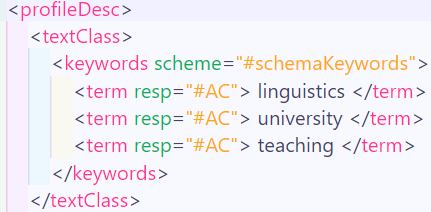 <profileDesc>
<textClass>
<keywords scheme="#schemaKeywords">
<term resp="#AC"> linguistics </term>
<term resp="#AC"> university </term>
<term resp="#AC"> teaching </term>
</keywords>
</textClass>